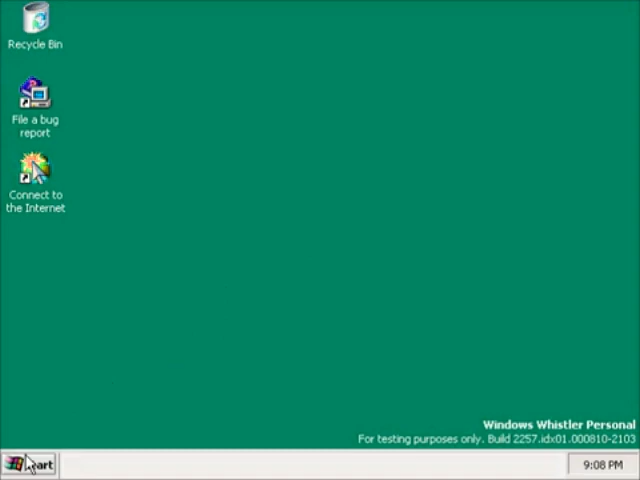 Recycle Bin
File a bug
report
Connect to
the Internet
Windows Whistler Personal
For testing purposes only. Build 2257.idx01.000810-2103
9:08 PM